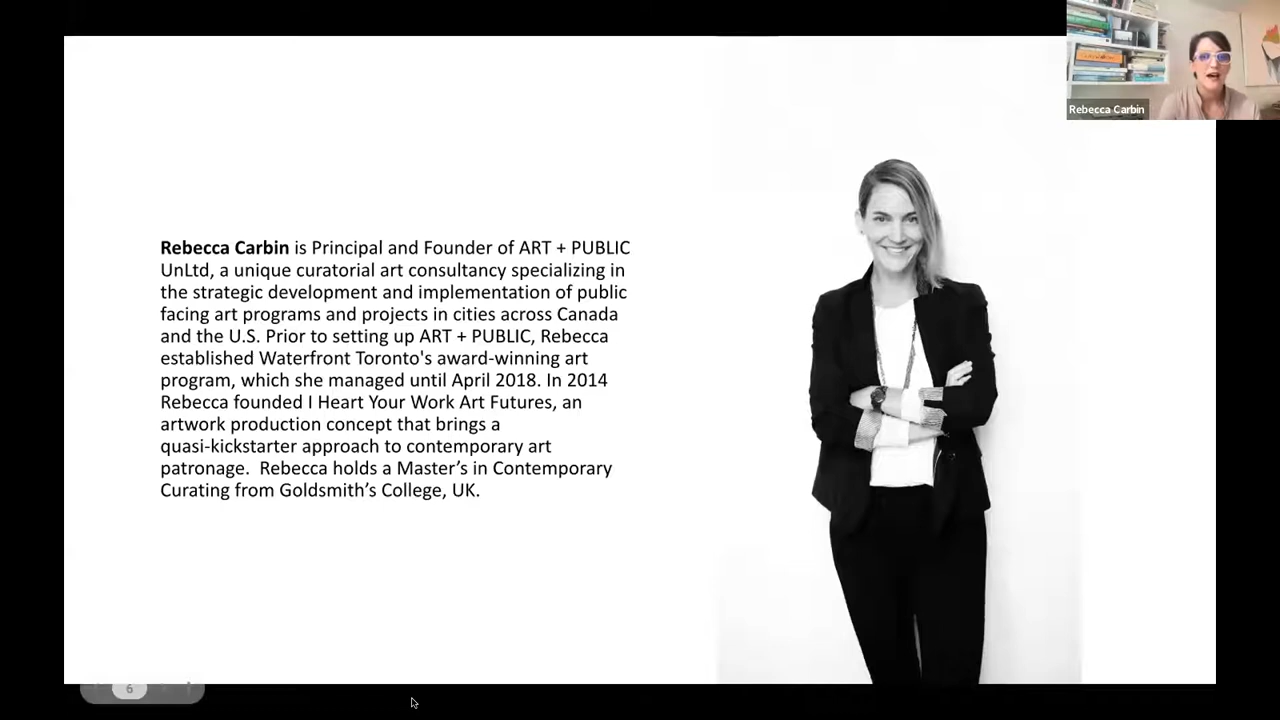 Rebecca Carbin
Rebecca Carbin is Principal and Founder of ART + PUBLIC
UnLtd, a unique curatorial art consultancy specializing in
the strategic development and implementation of public
facing art programs and projects in cities across Canada
and the U.S. Prior to setting up ART + PUBLIC, Rebecca
established Waterfront Toronto's award-winning art
program, which she managed until April 2018. In 2014
Rebecca founded I Heart Your Work Art Futures, an
artwork production concept that brings a
quasi-kickstarter approach to contemporary art
patronage.  Rebecca holds a Master’s in Contemporary
Curating from Goldsmith’s College, UK.
6